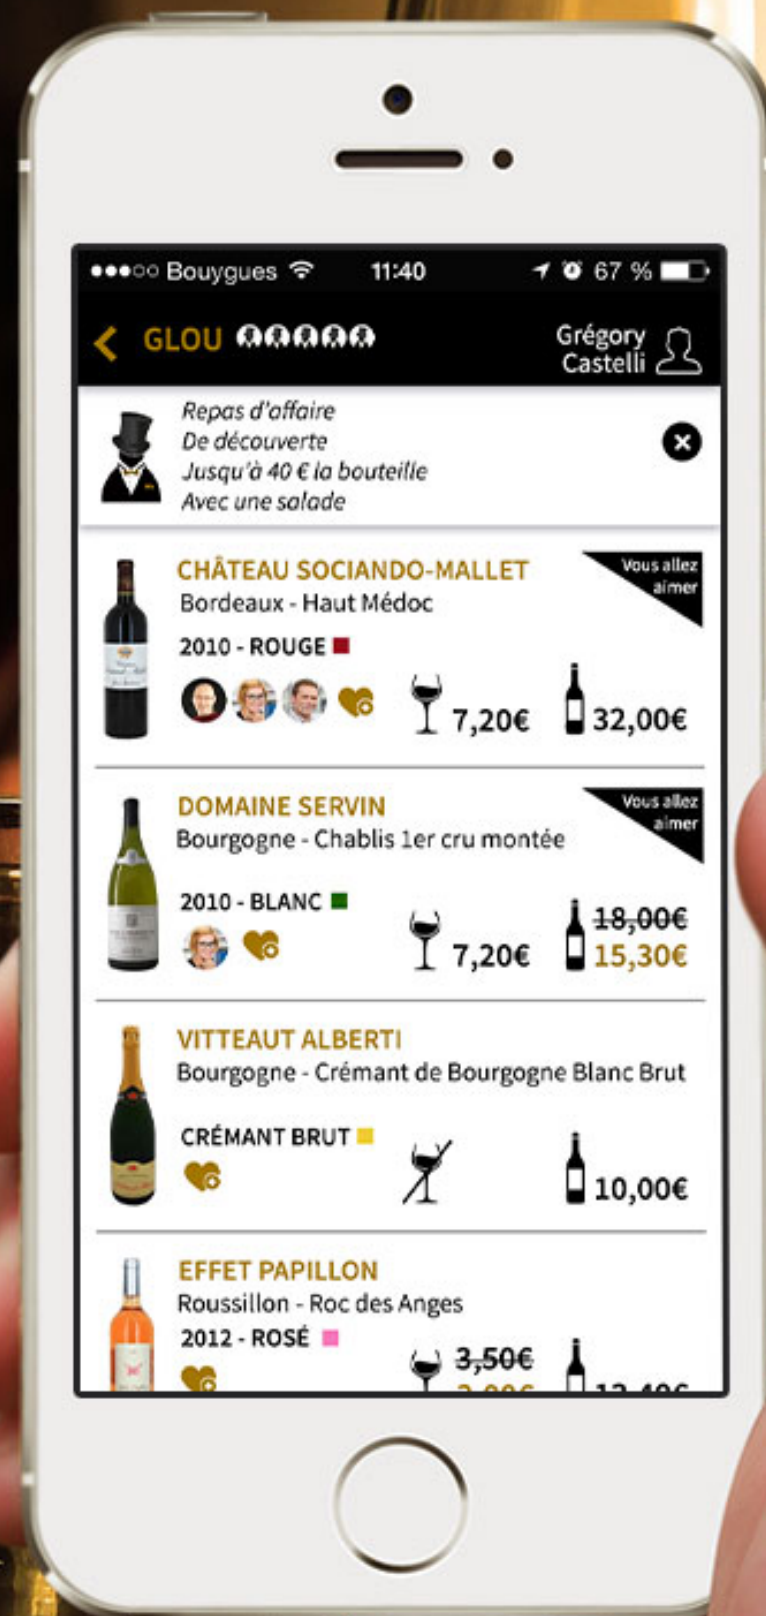 Bouygues 11:40 67 %
GLOU
Grégory
Castelli
Repas d'affaire
De découverte
Jusqu'à 40 € la bouteille
Avec une salade
CHÂTEAU SOCIANDO-MALLET
Vous allez
aimer
Bordeaux - Haut Médoc
2010 - ROUGE
7,20€ 32,00€
DOMAINE SERVIN
Vous allez
aimer
Bourgogne - Chablis 1er cru montée
2010 - BLANC
18,00€
7,20€ 15,30€
VITTEAUT ALBERTI
Bourgogne - Crémant de Bourgogne Blanc Brut
CRÉMANT BRUT
10,00€
EFFET PAPILLON
Roussillon - Roc des Anges
2012 - ROSÉ
3,50€